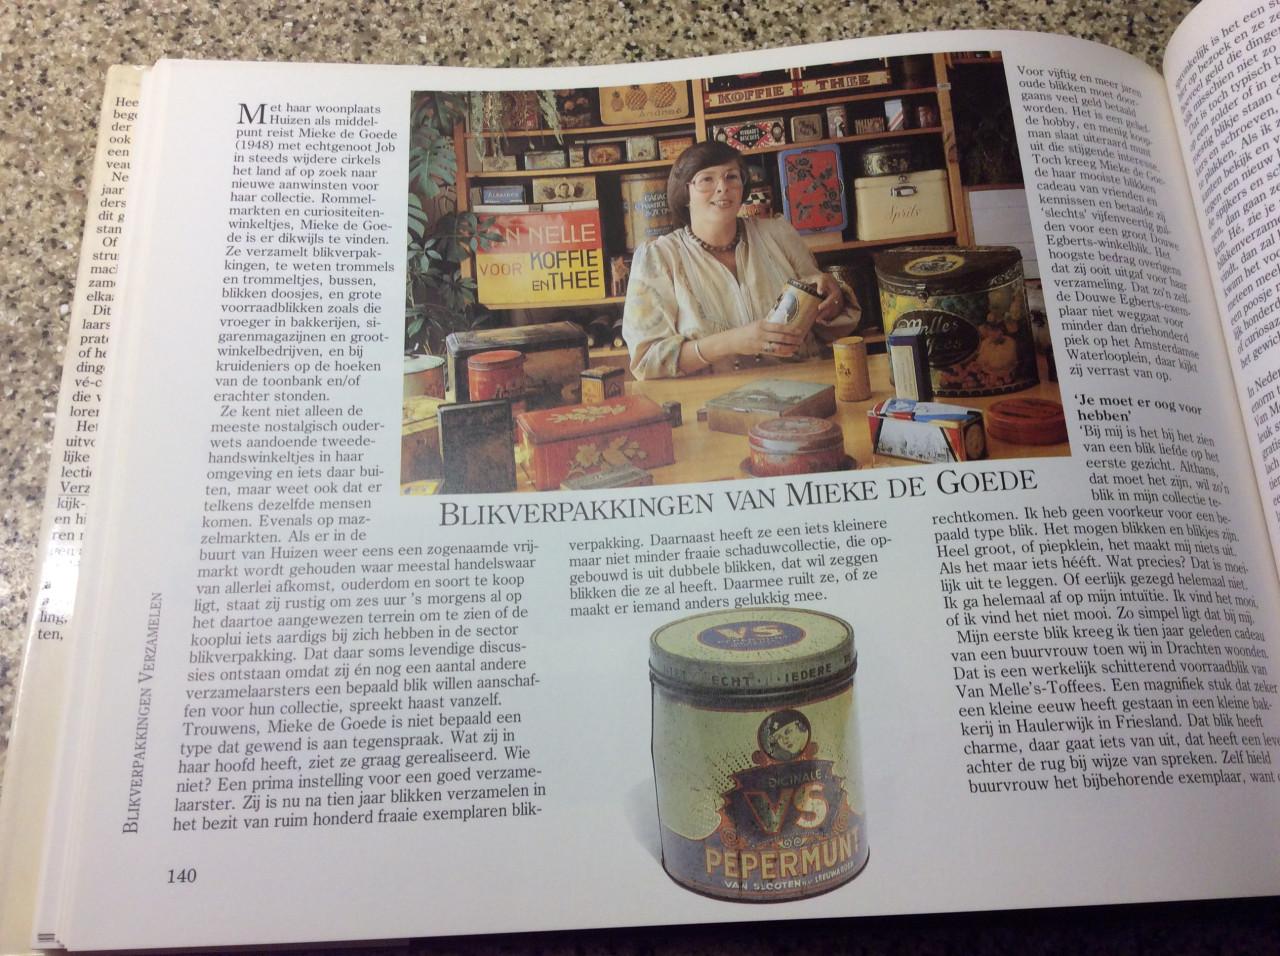 Met haar woonplaats
Huizen als middel-
punt reist Mieke de Goede
(1948) met echtgenoot Job
in steeds wijdere cirkels
het land af op zoek naar
nieuwe aanwinsten voor
haar collectie. Rommel-
markten en curiositeiten-
winkeltjes, Mieke de Goe-
de is er dikwijls te vinden.
Ze verzamelt blikverpak-
kingen, te weten trommels
en trommeltjes, bussen,
blikken doosjes, en grote
voorraadblikken zoals die
vroeger in bakkerijen, si-
garenmagazijnen en groot-
winkelbedrijven, en bij
kruideniers op de hoeken
van de toonbank en/of
erachter stonden.
Ze kent niet alleen de
meeste nostalgisch ouder-
wets aandoende tweede-
handswinkeltjes in haar
omgeving en iets daar bui-
ten, maar weet ook dat er
telkens dezelfde mensen
komen. Evenals op maz-
zelmarkten. Als er in de
buurt van Huizen weer eens een zogenaamde vrij-
markt wordt gehouden waar meestal handelswaar
van allerlei afkomst, ouderdom en soort te koop
ligt, staat zij rustig om zes uur 's morgens al op
het daartoe aangewezen terrein om te zien of de
kooplui iets aardigs bij zich hebben in de sector
blikverpakking. Dat daar soms levendige discus-
sies ontstaan omdat zij én nog een aantal andere
verzamelaarsters een bepaald blik willen aanschaf-
fen voor hun collectie, spreekt haast vanzelf.
Trouwens, Mieke de Goede is niet bepaald een
type dat gewend is aan tegenspraak. Wat zij in
haar hoofd heeft, ziet ze graag gerealiseerd. Wie
niet? Een prima instelling voor een goed verzame-
laarster. Zij is nu na tien jaar blikken verzamelen in
het bezit van ruim honderd fraaie exemplaren blik-
BLIKVERPAKKINGEN VAN MIEKE DE GOEDE
verpakking. Daarnaast heeft ze een iets kleinere
maar niet minder fraaie schaduwcollectie, die op-
gebouwd is uit dubbele blikken, dat wil zeggen
blikken die ze al heeft. Daarmee ruilt ze, of ze
maakt er iemand anders gelukkig mee.
Voor vijftig en meer jaren
oude blikken moet door-
gaans veel geld betaald
worden. Het is een gelief-
de hobby, en menig koop-
man slaat uiteraard munt
uit die stijgende interesse.
Toch kreeg Mieke de Goe-
de haar mooiste blikken
cadeau van vrienden en
kennissen en betaalde zij
'slechts' vijfenveertig gul-
den voor een groot Douwe
Egberts-winkelblik. Het
hoogste bedrag overigens
dat zij ooit uitgaf voor haar
verzameling. Dat zo'n zelf-
de Douwe Egberts-exem-
plaar niet weggaat voor
minder dan driehonderd
piek op het Amsterdamse
Waterlooplein, daar kijkt
zij verrast van op.
'Je moet er oog voor
hebben'
'Bij mij is het bij het zien
van een blik liefde op het
eerste gezicht. Althans,
dat moet het zijn, wil zo'n
blik in mijn collectie te-
rechtkomen. Ik heb geen voorkeur voor een be-
paald type blik. Het mogen blikken en blikjes zijn.
Heel groot, of piepklein, het maakt mij niets uit.
Als het maar iets hééft. Wat precies? Dat is moei-
lijk uit te leggen. Of eerlijk gezegd helemaal niet.
Ik ga helemaal af op mijn intuïtie. Ik vind het mooi,
of ik vind het niet mooi. Zo simpel ligt dat bij mij.
Mijn eerste blik kreeg ik tien jaar geleden cadeau
van een buurvrouw toen wij in Drachten woonden.
Dat is een werkelijk schitterend voorraadblik van
Van Melle's-Toffees. Een magnifiek stuk dat zeker
een kleine eeuw heeft gestaan in een kleine bak-
kerij in Haulerwijk in Friesland. Dat blik heeft
charme, daar gaat iets van uit, dat heeft een leve
achter de rug bij wijze van spreken. Zelf hield
buurvrouw het bijbehorende exemplaar, want
BLIKVERPAKKINGEN VERZAMELEN
140
KOFFIE
THEE
Ananas
NELLE
VOOR KOFFIE
EN THEE
Sprits
Melle's
VS
ECHT
IEDERE
VS
PEPERMUNT
VAN SLOOTEN N.V. LEEUWARDEN